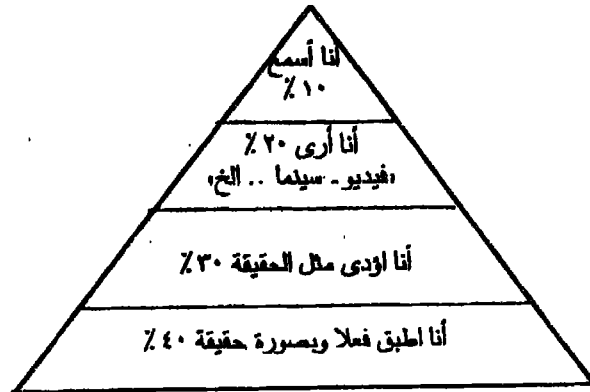 أنا أسمع
٪ ١٠
أنا أرى ٢٠ ٪
«فيديو - سينما .. الخ»
أنا اؤدى مثل الحقيقة ٣٠ ٪
أنا اطبق فعلا وبصورة حقيقة ٤٠ ٪